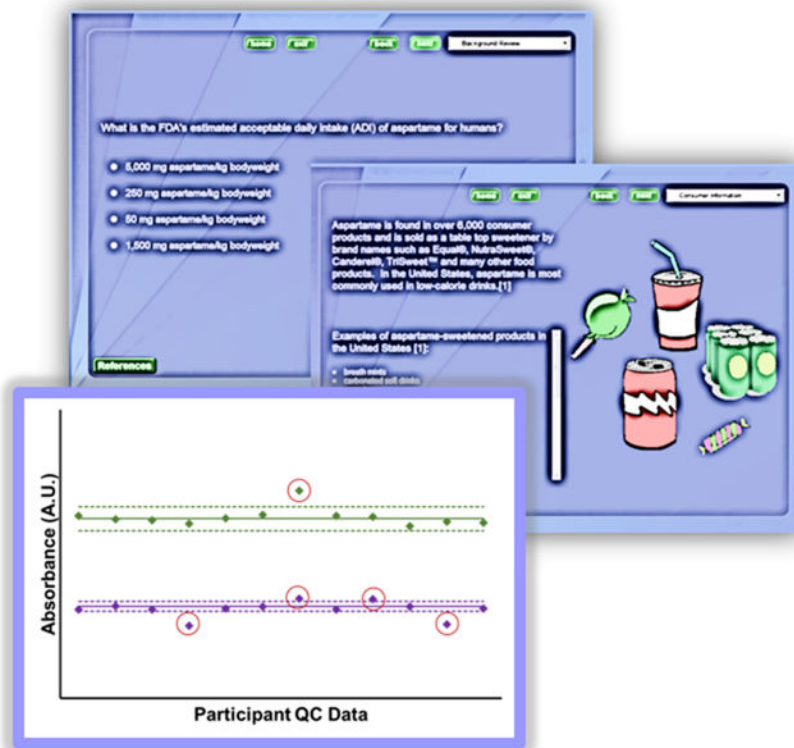 home exit back next Background Review
What is the FDA's estimated acceptable daily intake (ADI) of aspartame for humans?
5,000 mg aspartame/kg bodyweight
250 mg aspartame/kg bodyweight
50 mg aspartame/kg bodyweight
1,500 mg aspartame/kg bodyweight
References
home exit back next Consumer Information
Aspartame is found in over 6,000 consumer
products and is sold as a table top sweetener by
brand names such as Equal®, NutraSweet®,
Canderel®, TriSweet™ and many other food
products. In the United States, aspartame is most
commonly used in low-calorie drinks.[1]
Examples of aspartame-sweetened products in
the United States [1]:
breath mints
carbonated soft drinks
Absorbance (A.U.)
Participant QC Data